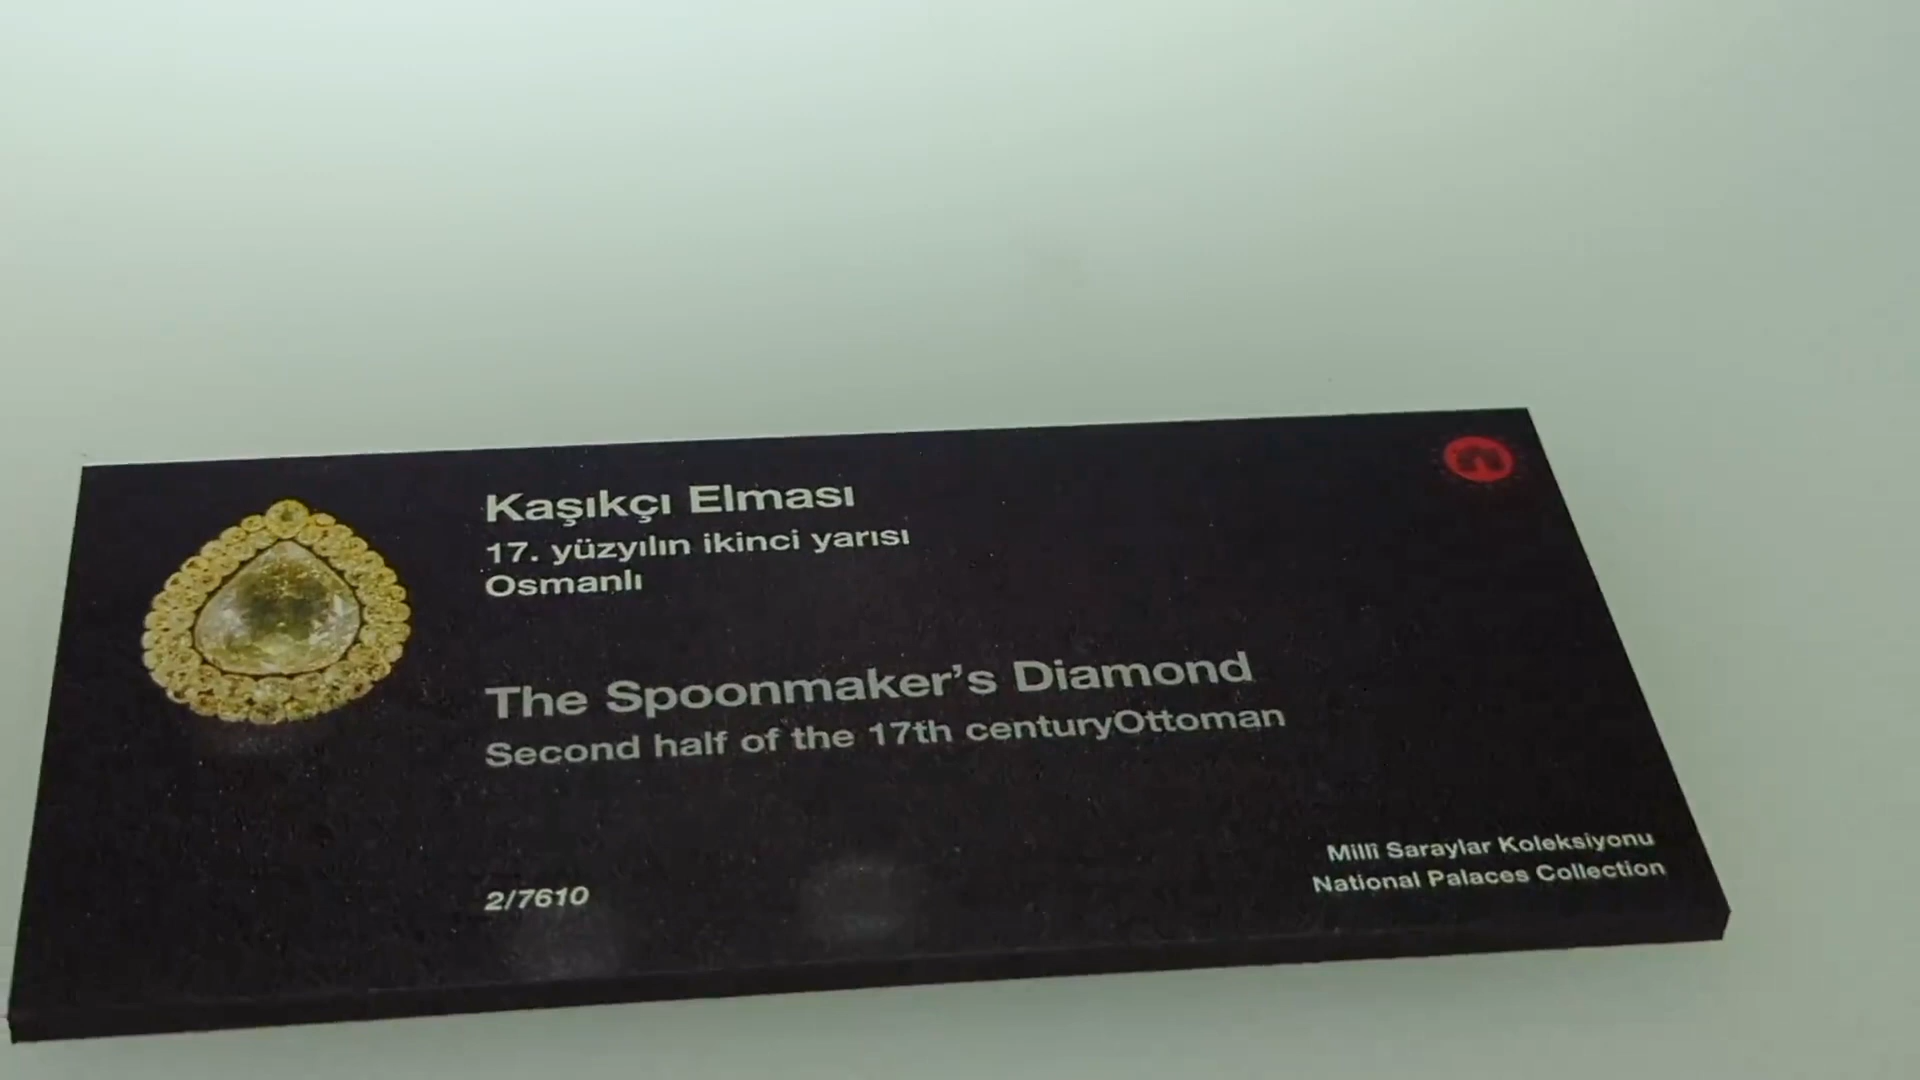 Kaşıkçı Elması
17. yüzyılın ikinci yarısı
Osmanlı
The Spoonmaker's Diamond
Second half of the 17th centuryOttoman
2/7610
Millî Saraylar Koleksiyonu
National Palaces Collection